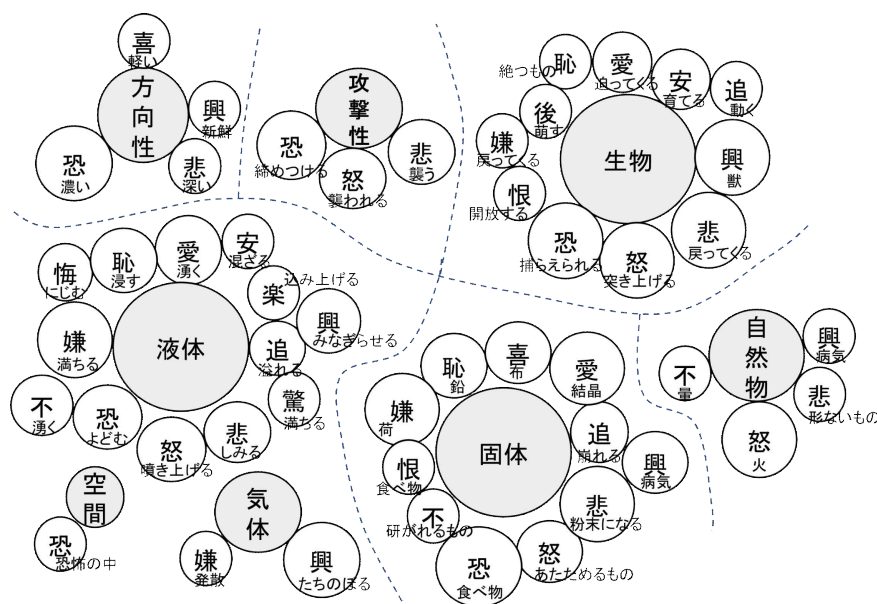 喜
軽い
方向性
興
新鮮
恐
濃い
悲
深い
攻撃性
恐
締めつける
怒
襲われる
悲
襲う
生物
恥
絶つもの
愛
迫ってくる
安
育てる
追
動く
後
萌す
嫌
戻ってくる
恨
開放する
興
獣
恐
捕らえられる
怒
突き上げる
悲
戻ってくる
液体
悔
にじむ
恥
浸す
愛
湧く
安
混ざる
楽
込み上げる
興
みなぎらせる
嫌
満ちる
追
溢れる
驚
満ちる
不
湧く
恐
よどむ
怒
噴き上げる
悲
しみる
空間
恐
恐怖の中
気体
嫌
発散
興
たちのぼる
固体
恥
鉛
喜
布
愛
結晶
嫌
荷
追
崩れる
興
病気
恨
食べ物
不
研がれるもの
悲
粉末になる
恐
食べ物
怒
あたためるもの
自然物
興
病気
不
暈
悲
形ないもの
怒
火